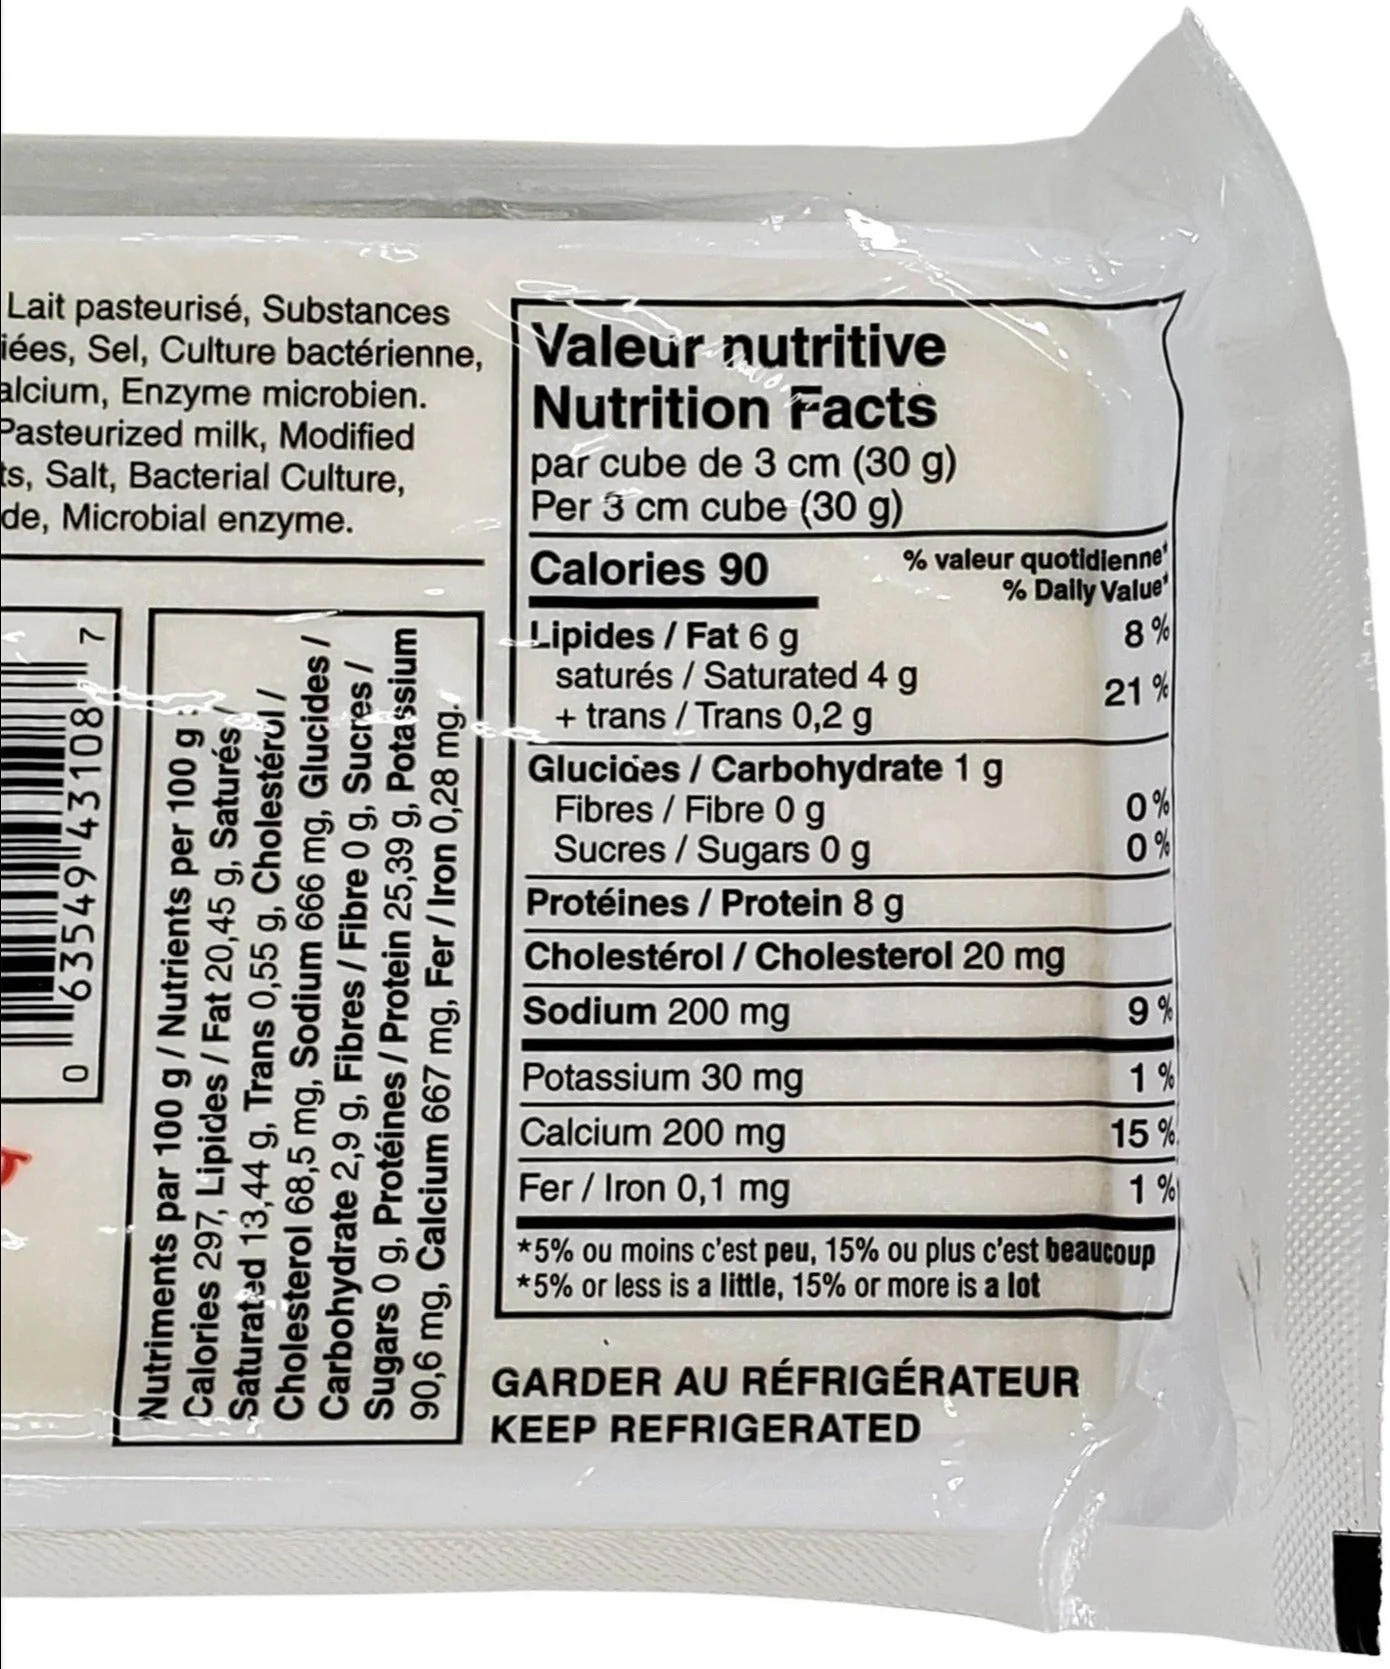 Lait pasteurisé, Substances
iées, Sel, Culture bactérienne,
alcium, Enzyme microbien.
Pasteurized milk, Modified
ts, Salt, Bacterial Culture,
de, Microbial enzyme.
0 63549 43108 7
Nutriments par 100 g / Nutrients per 100 g :
Calories 297, Lipides / Fat 20,45 g, Saturés /
Saturated 13,44 g, Trans 0,55 g, Cholestérol /
Cholesterol 68,5 mg, Sodium 666 mg, Glucides /
Carbohydrate 2,9 g, Fibres / Fibre 0 g, Sucres /
Sugars 0 g, Protéines / Protein 25,39 g, Potassium
90,6 mg, Calcium 667 mg, Fer / Iron 0,28 mg.
Valeur nutritive
Nutrition Facts
par cube de 3 cm (30 g)
Per 3 cm cube (30 g)
Calories 90
% valeur quotidienne*
% Daily Value*
Lipides / Fat 6 g 8 %
saturés / Saturated 4 g
+ trans / Trans 0,2 g 21 %
Glucides / Carbohydrate 1 g
Fibres / Fibre 0 g 0 %
Sucres / Sugars 0 g 0 %
Protéines / Protein 8 g
Cholestérol / Cholesterol 20 mg
Sodium 200 mg 9 %
Potassium 30 mg 1 %
Calcium 200 mg 15 %
Fer / Iron 0,1 mg 1 %
*5% ou moins c'est peu, 15% ou plus c'est beaucoup
*5% or less is a little, 15% or more is a lot
GARDER AU RÉFRIGÉRATEUR
KEEP REFRIGERATED